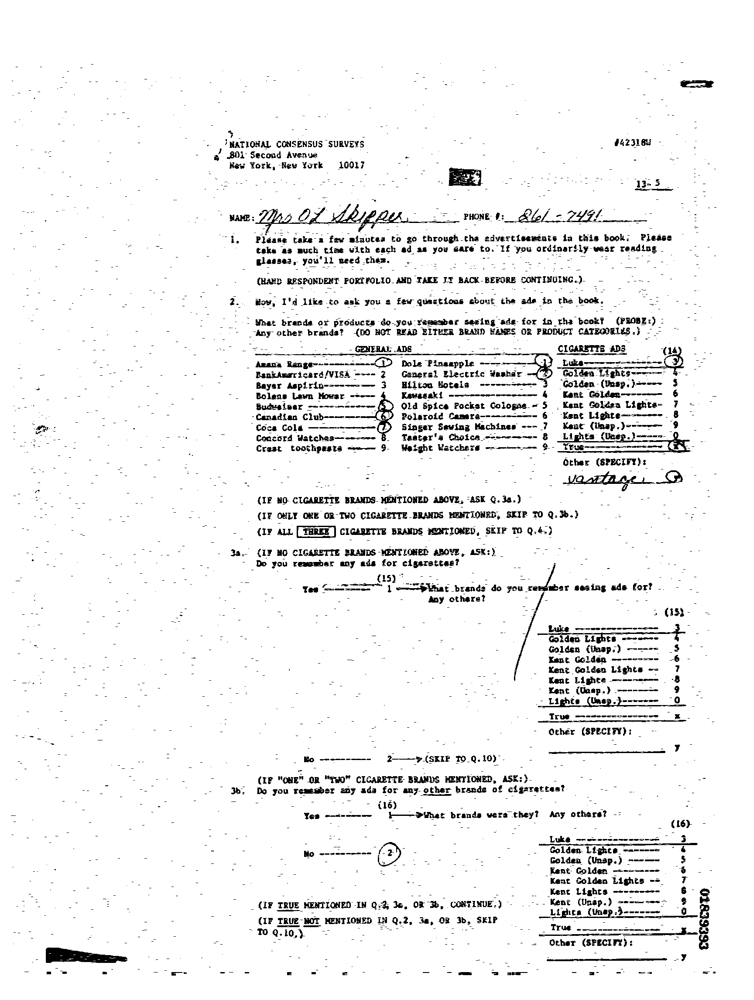 NATIONAL CONSENSUS SURVEYS
801 Second Avenue
New York, New York 10017
#42318W
13-5
NAME: Mrs O L Skipper PHONE #: 861-7491
1. Please take a few minutes to go through the advertisements in this book. Please
take as much time with each ad as you care to. If you ordinarily wear reading
glasses, you'll need them.
(HAND RESPONDENT PORTFOLIO AND TAKE IT BACK BEFORE CONTINUING.)
2. Now, I'd like to ask you a few questions about the ads in the book.
What brands or products do you remember seeing ads for in the book? (PROBE:)
Any other brands? (DO NOT READ EITHER BRAND NAMES OR PRODUCT CATEGORIES.)
GENERAL ADS CIGARETTE ADS (14)
Amana Range-------- 1 Dole Pineapple --------- 1 Luke------------- 3
BankAmericard/VISA --- 2 General Electric Washer - 2 Golden Lights------ 4
Bayer Aspirin------- 3 Hilton Hotels --------- 3 Golden (Unsp.)----- 5
Bolens Lawn Mower ---- 4 Kawasaki -------------- 4 Kent Golden------- 6
Budweiser ----------- 5 Old Spice Pocket Cologne - 5 Kent Golden Lights- 7
Canadian Club-------- 6 Polaroid Camera-------- 6 Kent Lights ------- 8
Coca Cola ---------- 7 Singer Sewing Machines --- 7 Kent (Unsp.)------ 9
Concord Watches------ 8 Taster's Choice--------- 8 Lights (Unsp.)----- 0
Crest toothpaste ----- 9 Weight Watchers -------- 9 True------------- x
Other (SPECIFY):
Vantage
(IF NO CIGARETTE BRANDS MENTIONED ABOVE, ASK Q.3a.)
(IF ONLY ONE OR TWO CIGARETTE BRANDS MENTIONED, SKIP TO Q.3b.)
(IF ALL THREE CIGARETTE BRANDS MENTIONED, SKIP TO Q.4.)
3a. (IF NO CIGARETTE BRANDS MENTIONED ABOVE, ASK:)
Do you remember any ads for cigarettes?
(15)
Yes --------- 1 What brands do you remember seeing ads for?
Any others?
(15)
Luke --------------- 3
Golden Lights ------- 4
Golden (Unsp.) ------ 5
Kent Golden --------- 6
Kent Golden Lights -- 7
Kent Lights --------- 8
Kent (Unsp.) -------- 9
Lights (Unsp.)------- 0
True --------------- x
Other (SPECIFY):
y
No --------- 2 (SKIP TO Q.10)
(IF "ONE" OR "TWO" CIGARETTE BRANDS MENTIONED, ASK:)
3b. Do you remember any ads for any other brands of cigarettes?
(16)
Yes --------- 1 What brands were they? Any others?
(16)
Luke --------------- 3
No ---------- 2 Golden Lights ------- 4
Golden (Unsp.) ------ 5
Kent Golden --------- 6
Kent Golden Lights -- 7
Kent Lights --------- 8
(IF TRUE MENTIONED IN Q.2, 3a, OR 3b, CONTINUE.) Kent (Unsp.) -------- 9
Lights (Unsp.)------- 0
(IF TRUE NOT MENTIONED IN Q.2, 3a, OR 3b, SKIP
TO Q.10.) True --------------- x
Other (SPECIFY):
y
01839393